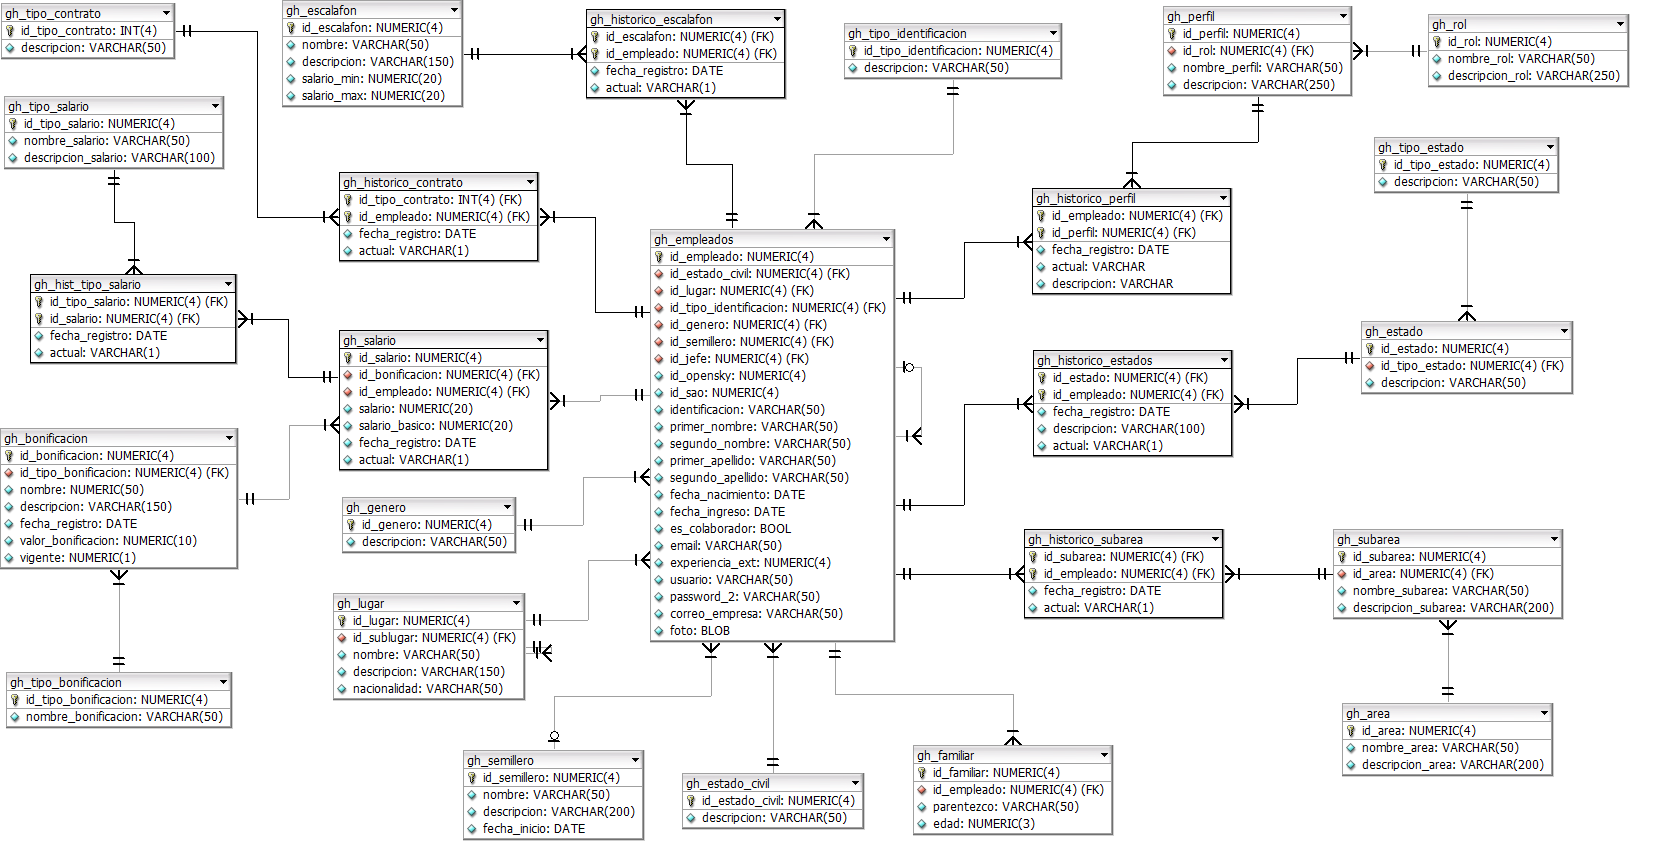 gh_tipo_contrato
id_tipo_contrato: INT(4)
descripcion: VARCHAR(50)
gh_escalafon
id_escalafon: NUMERIC(4)
nombre: VARCHAR(50)
descripcion: VARCHAR(150)
salario_min: NUMERIC(20)
salario_max: NUMERIC(20)
gh_historico_escalafon
id_escalafon: NUMERIC(4) (FK)
id_empleado: NUMERIC(4) (FK)
fecha_registro: DATE
actual: VARCHAR(1)
gh_tipo_identificacion
id_tipo_identificacion: NUMERIC(4)
descripcion: VARCHAR(50)
gh_perfil
id_perfil: NUMERIC(4)
id_rol: NUMERIC(4) (FK)
nombre_perfil: VARCHAR(50)
descripcion: VARCHAR(250)
gh_rol
id_rol: NUMERIC(4)
nombre_rol: VARCHAR(50)
descripcion_rol: VARCHAR(250)
gh_tipo_salario
id_tipo_salario: NUMERIC(4)
nombre_salario: VARCHAR(50)
descripcion_salario: VARCHAR(100)
gh_historico_contrato
id_tipo_contrato: INT(4) (FK)
id_empleado: NUMERIC(4) (FK)
fecha_registro: DATE
actual: VARCHAR(1)
gh_tipo_estado
id_tipo_estado: NUMERIC(4)
descripcion: VARCHAR(50)
gh_historico_perfil
id_empleado: NUMERIC(4) (FK)
id_perfil: NUMERIC(4) (FK)
fecha_registro: DATE
actual: VARCHAR
descripcion: VARCHAR
gh_hist_tipo_salario
id_tipo_salario: NUMERIC(4) (FK)
id_salario: NUMERIC(4) (FK)
fecha_registro: DATE
actual: VARCHAR(1)
gh_empleados
id_empleado: NUMERIC(4)
id_estado_civil: NUMERIC(4) (FK)
id_lugar: NUMERIC(4) (FK)
id_tipo_identificacion: NUMERIC(4) (FK)
id_genero: NUMERIC(4) (FK)
id_semillero: NUMERIC(4) (FK)
id_jefe: NUMERIC(4) (FK)
id_opensky: NUMERIC(4)
id_sao: NUMERIC(4)
identificacion: VARCHAR(50)
primer_nombre: VARCHAR(50)
segundo_nombre: VARCHAR(50)
primer_apellido: VARCHAR(50)
segundo_apellido: VARCHAR(50)
fecha_nacimiento: DATE
fecha_ingreso: DATE
es_colaborador: BOOL
email: VARCHAR(50)
experiencia_ext: NUMERIC(4)
usuario: VARCHAR(50)
password_2: VARCHAR(50)
correo_empresa: VARCHAR(50)
foto: BLOB
gh_salario
id_salario: NUMERIC(4)
id_bonificacion: NUMERIC(4) (FK)
id_empleado: NUMERIC(4) (FK)
salario: NUMERIC(20)
salario_basico: NUMERIC(20)
fecha_registro: DATE
actual: VARCHAR(1)
gh_estado
id_estado: NUMERIC(4)
id_tipo_estado: NUMERIC(4) (FK)
descripcion: VARCHAR(50)
gh_historico_estados
id_estado: NUMERIC(4) (FK)
id_empleado: NUMERIC(4) (FK)
fecha_registro: DATE
descripcion: VARCHAR(100)
actual: VARCHAR(1)
gh_bonificacion
id_bonificacion: NUMERIC(4)
id_tipo_bonificacion: NUMERIC(4) (FK)
nombre: NUMERIC(50)
descripcion: VARCHAR(150)
fecha_registro: DATE
valor_bonificacion: NUMERIC(10)
vigente: NUMERIC(1)
gh_genero
id_genero: NUMERIC(4)
descripcion: VARCHAR(50)
gh_historico_subarea
id_subarea: NUMERIC(4) (FK)
id_empleado: NUMERIC(4) (FK)
fecha_registro: DATE
actual: VARCHAR(1)
gh_subarea
id_subarea: NUMERIC(4)
id_area: NUMERIC(4) (FK)
nombre_subarea: VARCHAR(50)
descripcion_subarea: VARCHAR(200)
gh_lugar
id_lugar: NUMERIC(4)
id_sublugar: NUMERIC(4) (FK)
nombre: VARCHAR(50)
descripcion: VARCHAR(150)
nacionalidad: VARCHAR(50)
gh_tipo_bonificacion
id_tipo_bonificacion: NUMERIC(4)
nombre_bonificacion: VARCHAR(50)
gh_area
id_area: NUMERIC(4)
nombre_area: VARCHAR(50)
descripcion_area: VARCHAR(200)
gh_semillero
id_semillero: NUMERIC(4)
nombre: VARCHAR(50)
descripcion: VARCHAR(200)
fecha_inicio: DATE
gh_estado_civil
id_estado_civil: NUMERIC(4)
descripcion: VARCHAR(50)
gh_familiar
id_familiar: NUMERIC(4)
id_empleado: NUMERIC(4) (FK)
parentezco: VARCHAR(50)
edad: NUMERIC(3)